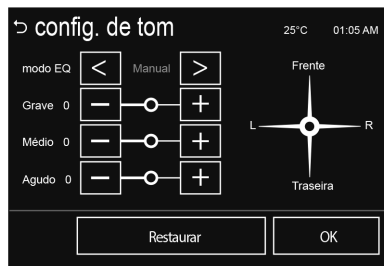 config. de tom 25°C 01:05 AM
modo EQ < Manual >
Frente
Grave 0 − +
L R
Médio 0 − +
Agudo 0 − +
Traseira
Restaurar OK